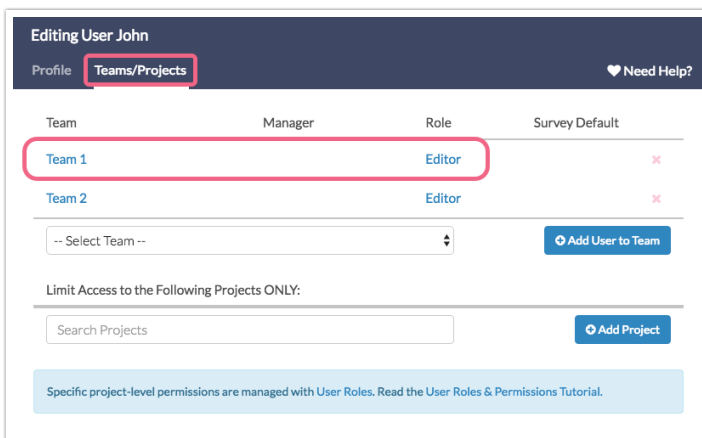 Editing User John
Profile Teams/Projects Need Help?
Team Manager Role Survey Default
Team 1 Editor
Team 2 Editor
-- Select Team -- Add User to Team
Limit Access to the Following Projects ONLY:
Search Projects Add Project
Specific project-level permissions are managed with User Roles. Read the User Roles & Permissions Tutorial.